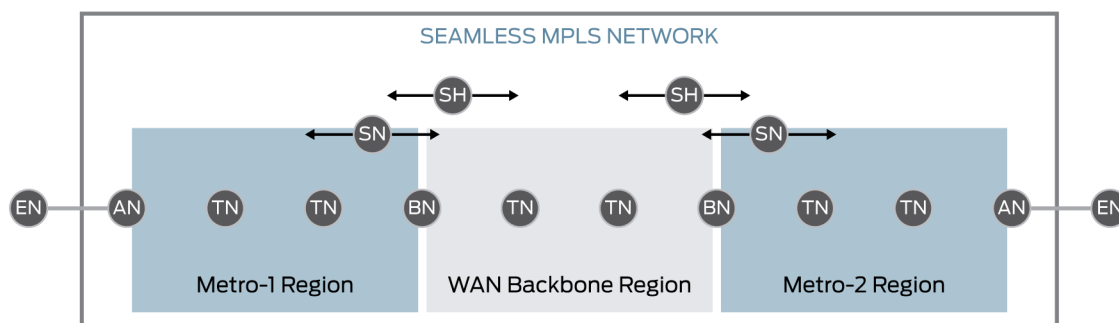 SEAMLESS MPLS NETWORK
SH SH
SN SN
EN AN TN TN BN TN TN BN TN TN AN EN
Metro-1 Region WAN Backbone Region Metro-2 Region